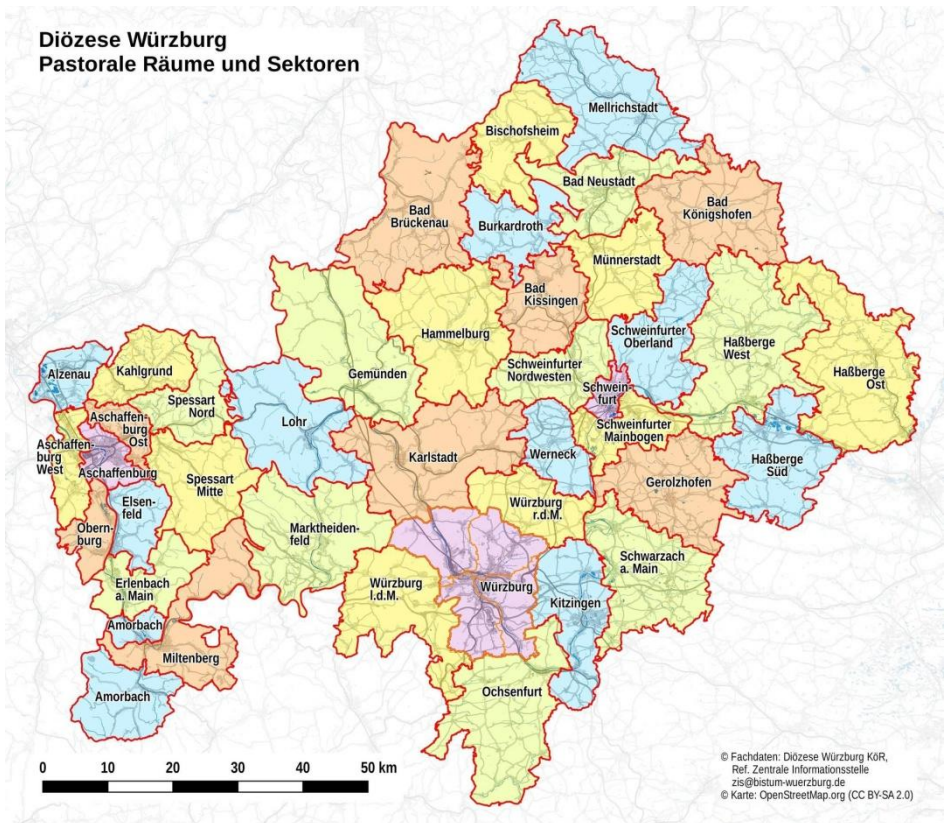 Diözese Würzburg
Pastorale Räume und Sektoren
Mellrichstadt
Bischofsheim
Bad Neustadt
Bad
Brückenau
Bad
Königshofen
Burkardroth
Münnerstadt
Bad
Kissingen
Hammelburg
Schweinfurter
Oberland
Haßberge
West
Haßberge
Ost
Gemünden
Schweinfurter
Nordwesten
Schwein-
furt
Alzenau
Kahlgrund
Spessart
Nord
Lohr
Aschaffen-
burg
Ost
Aschaffen-
burg
West
Aschaffenburg
Schweinfurter
Mainbogen
Karlstadt
Werneck
Haßberge
Süd
Gerolzhofen
Spessart
Mitte
Elsen-
feld
Obern-
burg
Marktheiden-
feld
Würzburg
r.d.M.
Schwarzach
a. Main
Erlenbach
a. Main
Würzburg
l.d.M.
Würzburg
Kitzingen
Amorbach
Miltenberg
Amorbach
Ochsenfurt
0 10 20 30 40 50 km
© Fachdaten: Diözese Würzburg KöR,
Ref. Zentrale Informationsstelle
zis@bistum-wuerzburg.de
© Karte: OpenStreetMap.org (CC BY-SA 2.0)